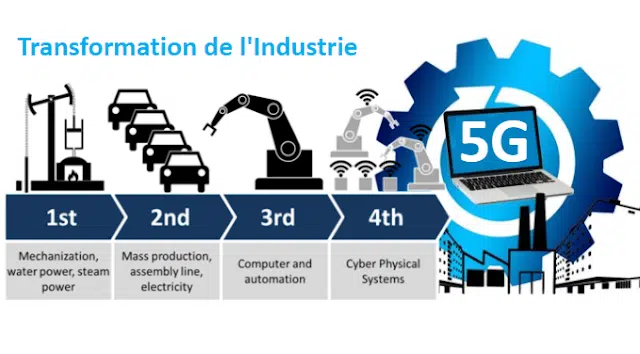 Transformation de l'Industrie
5G
1st
2nd
3rd
4th
Mechanization,
water power, steam
power
Mass production,
assembly line,
electricity
Computer and
automation
Cyber Physical
Systems